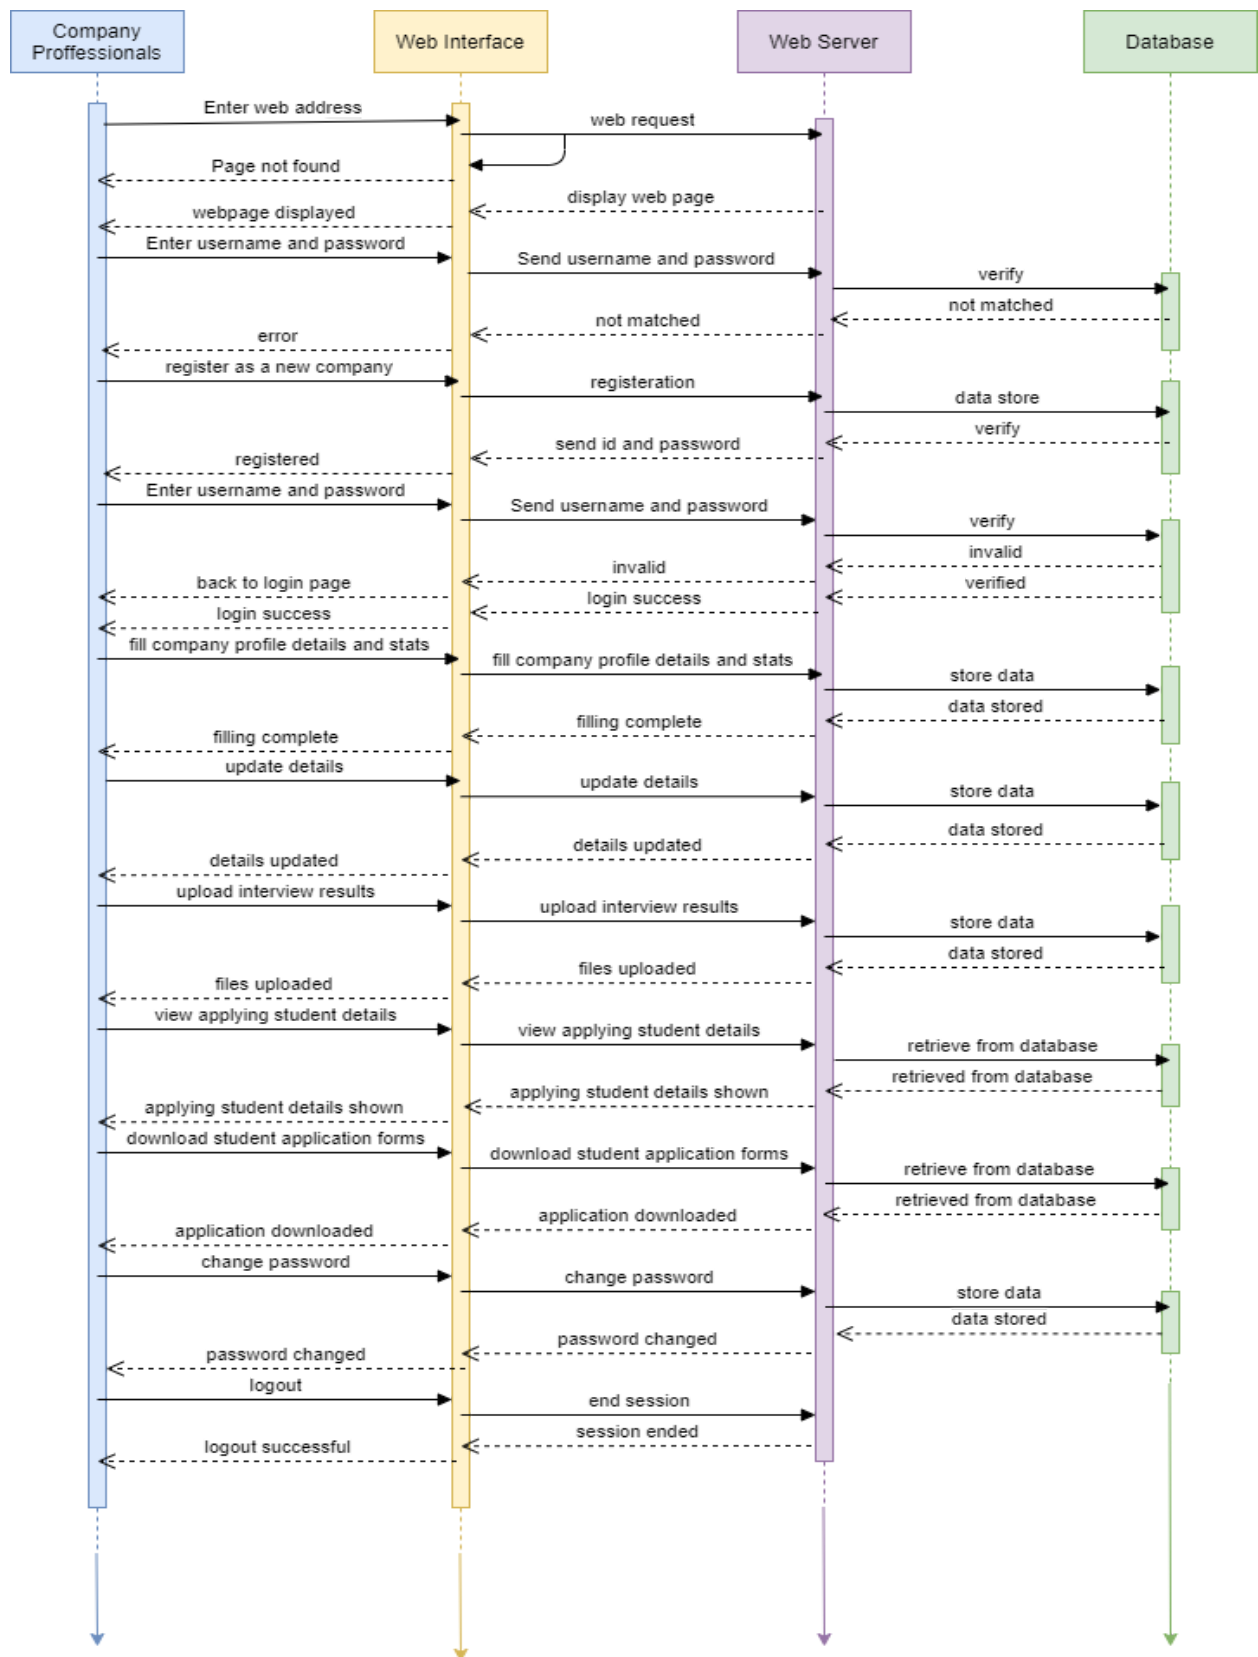 Company
Proffessionals
Web Interface
Web Server
Database
Enter web address
web request
Page not found
display web page
webpage displayed
Enter username and password
Send username and password
verify
not matched
not matched
error
register as a new company
registeration
data store
verify
send id and password
registered
Enter username and password
Send username and password
verify
invalid
invalid
back to login page
verified
login success
login success
fill company profile details and stats
fill company profile details and stats
store data
data stored
filling complete
filling complete
update details
update details
store data
data stored
details updated
details updated
upload interview results
upload interview results
store data
data stored
files uploaded
files uploaded
view applying student details
view applying student details
retrieve from database
retrieved from database
applying student details shown
applying student details shown
download student application forms
download student application forms
retrieve from database
retrieved from database
application downloaded
application downloaded
change password
change password
store data
data stored
password changed
password changed
logout
end session
session ended
logout successful